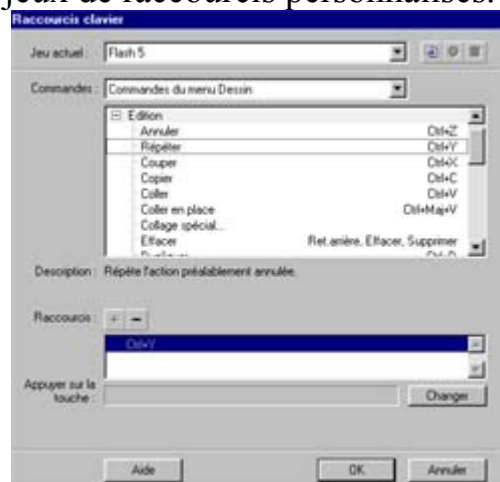 jeux de raccourcis personnalisés.
Raccourcis clavier
Jeu actuel : Flash 5
Commandes : Commandes du menu Dessin
Edition
Annuler Ctrl+Z
Répéter Ctrl+Y
Couper Ctrl+X
Copier Ctrl+C
Coller Ctrl+V
Coller en place Ctrl+Maj+V
Collage spécial...
Effacer Ret.arrière, Effacer, Supprimer
Dupliquer Ctrl+D
Description : Répète l'action préalablement annulée.
Raccourcis : + −
Ctrl+Y
Appuyer sur la
touche : Changer
Aide OK Annuler